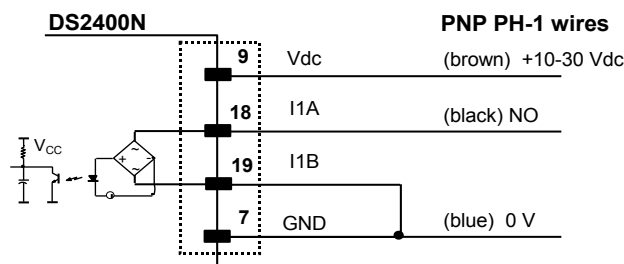 DS2400N PNP PH-1 wires
9 Vdc (brown) +10-30 Vdc
18 I1A (black) NO
VCC
~
+ -
~
19 I1B
7 GND (blue) 0 V